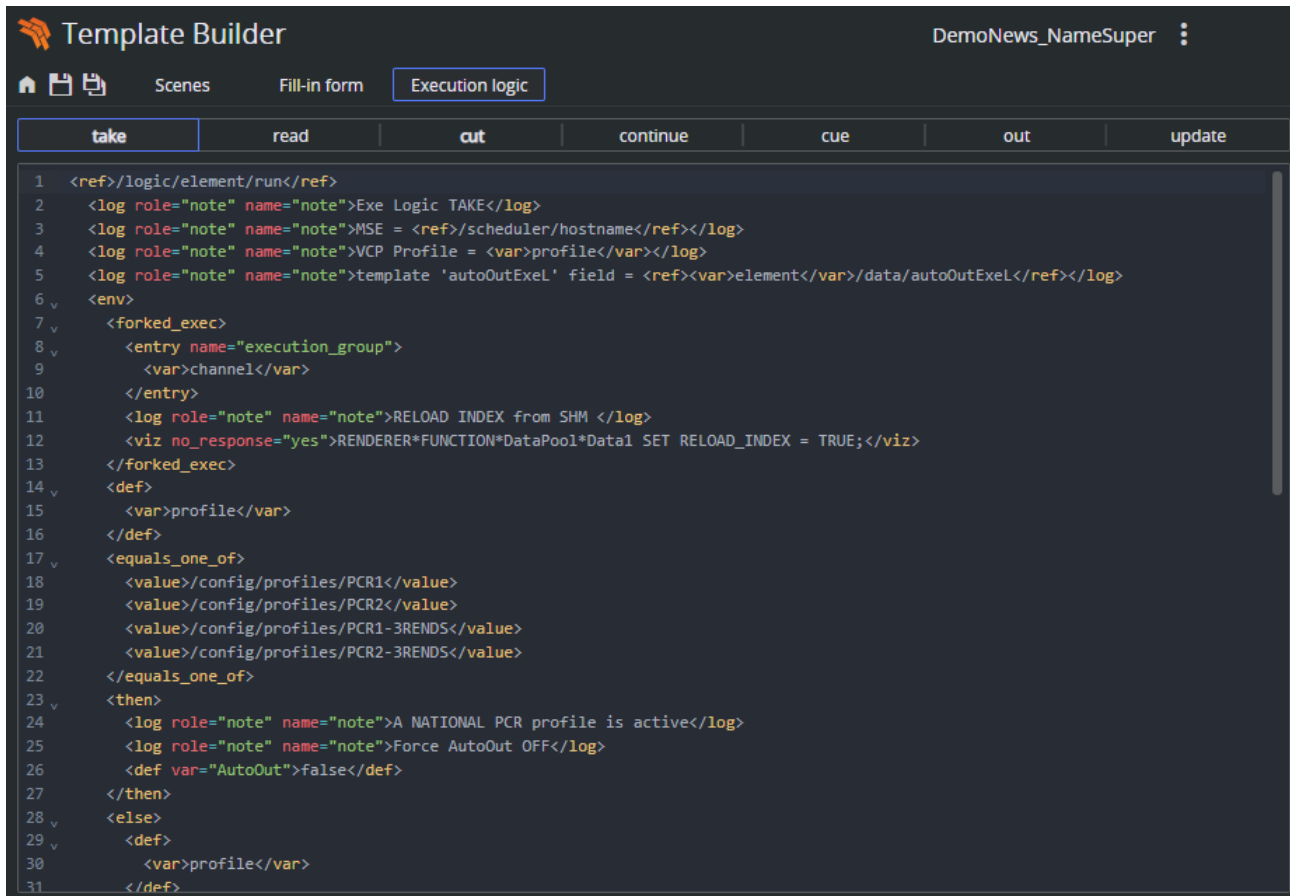 Template Builder
DemoNews_NameSuper
Scenes
Fill-in form
Execution logic
take
read
cut
continue
cue
out
update
1 <ref>/logic/element/run</ref>
2 <log role="note" name="note">Exe Logic TAKE</log>
3 <log role="note" name="note">MSE = <ref>/scheduler/hostname</ref></log>
4 <log role="note" name="note">VCP Profile = <var>profile</var></log>
5 <log role="note" name="note">template 'autoOutExeL' field = <ref><var>element</var>/data/autoOutExeL</ref></log>
6 <env>
7 <forked_exec>
8 <entry name="execution_group">
9 <var>channel</var>
10 </entry>
11 <log role="note" name="note">RELOAD INDEX from SHM </log>
12 <viz no_response="yes">RENDERER*FUNCTION*DataPool*Data1 SET RELOAD_INDEX = TRUE;</viz>
13 </forked_exec>
14 <def>
15 <var>profile</var>
16 </def>
17 <equals_one_of>
18 <value>/config/profiles/PCR1</value>
19 <value>/config/profiles/PCR2</value>
20 <value>/config/profiles/PCR1-3RENDS</value>
21 <value>/config/profiles/PCR2-3RENDS</value>
22 </equals_one_of>
23 <then>
24 <log role="note" name="note">A NATIONAL PCR profile is active</log>
25 <log role="note" name="note">Force AutoOut OFF</log>
26 <def var="AutoOut">false</def>
27 </then>
28 <else>
29 <def>
30 <var>profile</var>
31 </def>